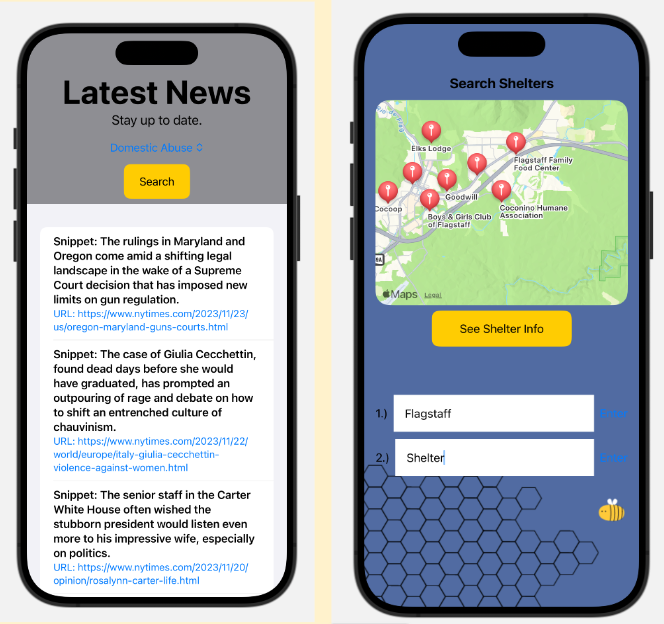 Latest News
Stay up to date.
Domestic Abuse
Search
Snippet: The rulings in Maryland and
Oregon come amid a shifting legal
landscape in the wake of a Supreme
Court decision that has imposed new
limits on gun regulation.
URL: https://www.nytimes.com/2023/11/23/
us/oregon-maryland-guns-courts.html
Snippet: The case of Giulia Cecchettin,
found dead days before she would
have graduated, has prompted an
outpouring of rage and debate on how
to shift an entrenched culture of
chauvinism.
URL: https://www.nytimes.com/2023/11/22/
world/europe/italy-giulia-cecchettin-
violence-against-women.html
Snippet: The senior staff in the Carter
White House often wished the
stubborn president would listen even
more to his impressive wife, especially
on politics.
URL: https://www.nytimes.com/2023/11/20/
opinion/rosalynn-carter-life.html
Search Shelters
Elks Lodge
Flagstaff Family
Food Center
Goodwill
Cocoop
Coconino Humane
Association
Boys & Girls Club
of Flagstaff
Maps Legal
See Shelter Info
1.) Flagstaff
2.) Shelter